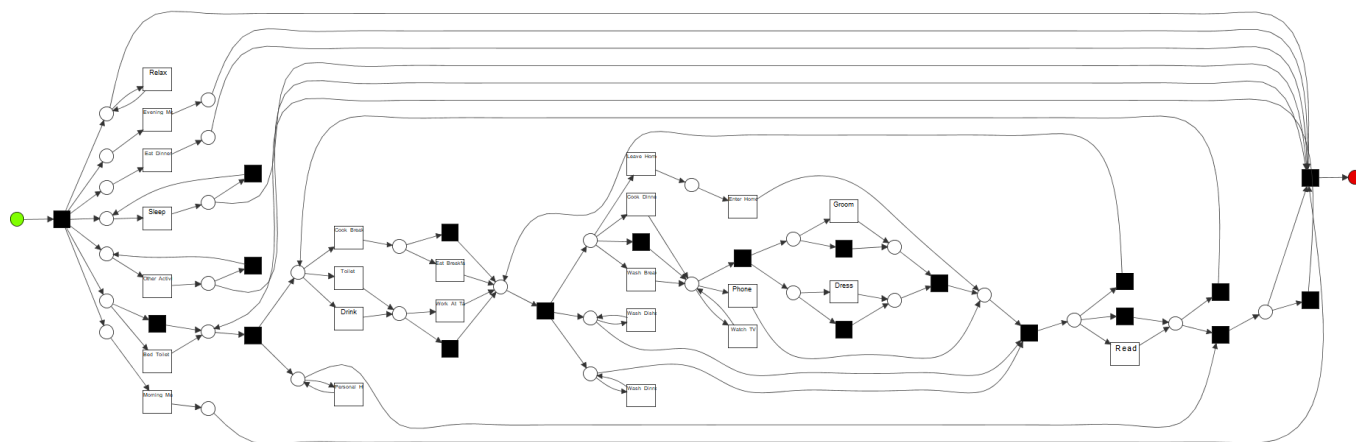 Relax
Evening Me
Eat Dinner
Sleep
Other Activ
Bed Toilet
Morning Me
Cook Break
Toilet
Drink
Personal H
Eat Breakfa
Work At Ta
Leave Hom
Cook Dinne
Wash Break
Wash Dishe
Wash Dinne
Enter Home
Phone
Watch TV
Groom
Dress
Read